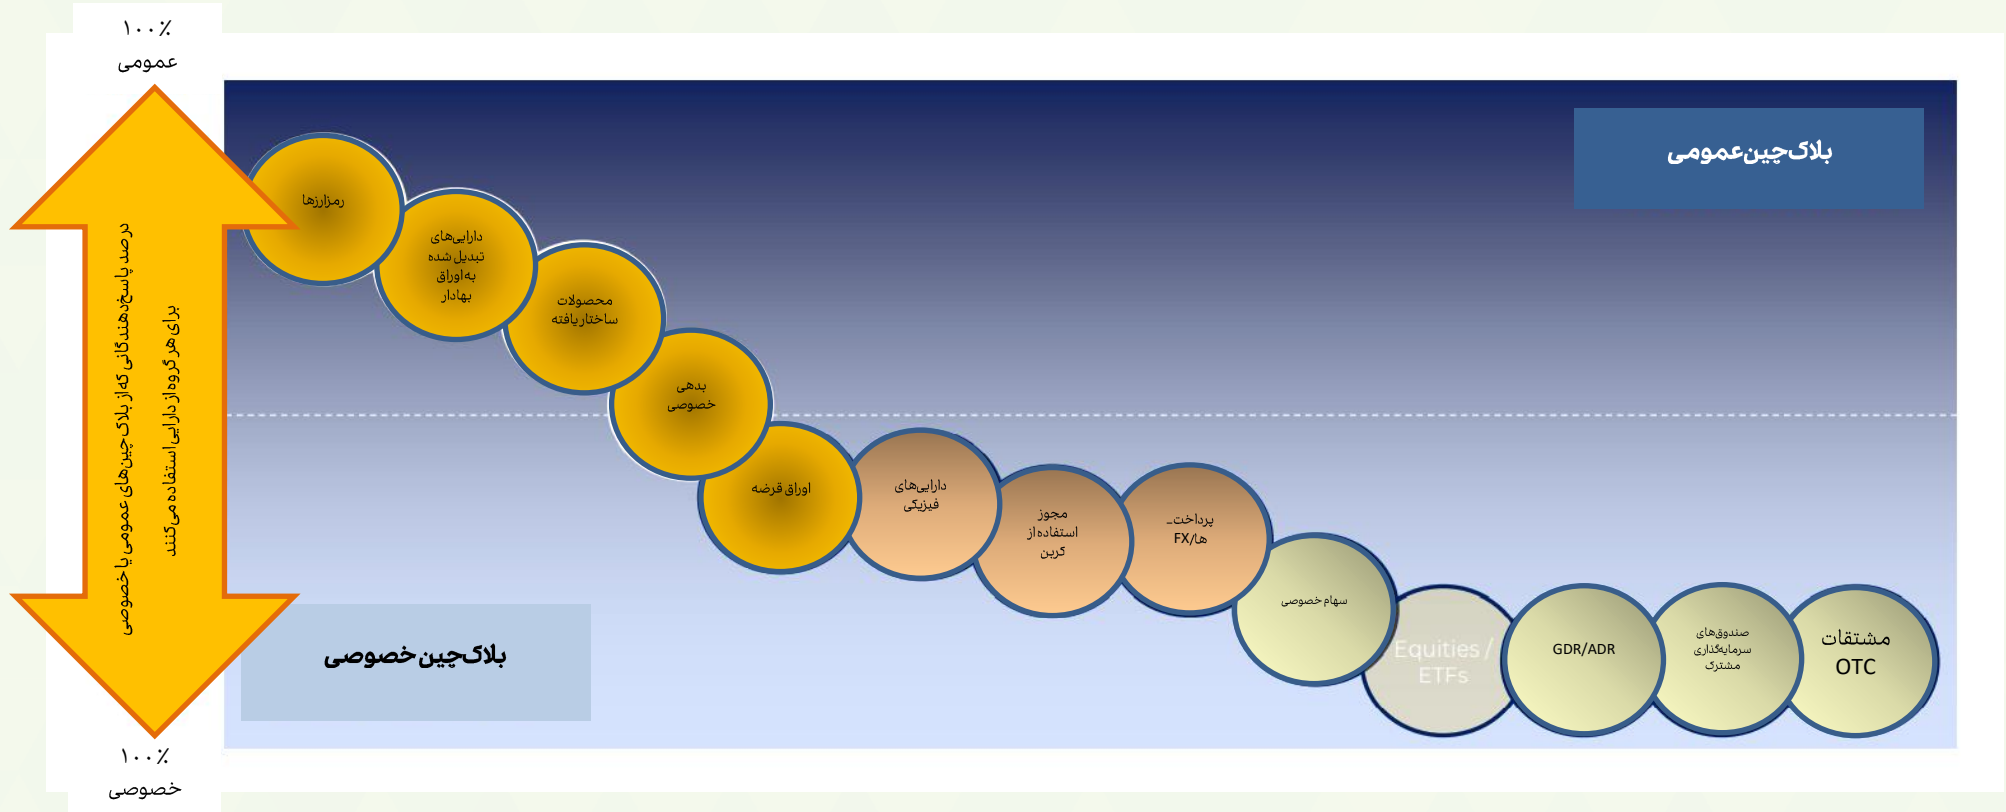 ۱۰۰٪
عمومی
بلاک‌چین عمومی
درصد پاسخ‌دهندگانی که از بلاک‌چین‌های عمومی یا خصوصی
برای هر گروه از دارایی استفاده می‌کنند
رمزارزها
دارایی‌های
تبدیل شده
به اوراق
بهادار
محصولات
ساختار یافته
بدهی
خصوصی
اوراق قرضه
دارایی‌های
فیزیکی
مجوز
استفاده از
کربن
پرداخت-
ها/FX
سهام خصوصی
Equities /
ETFs
GDR/ADR
صندوق‌های
سرمایه‌گذاری
مشترک
مشتقات
OTC
بلاک‌چین خصوصی
۱۰۰٪
خصوصی